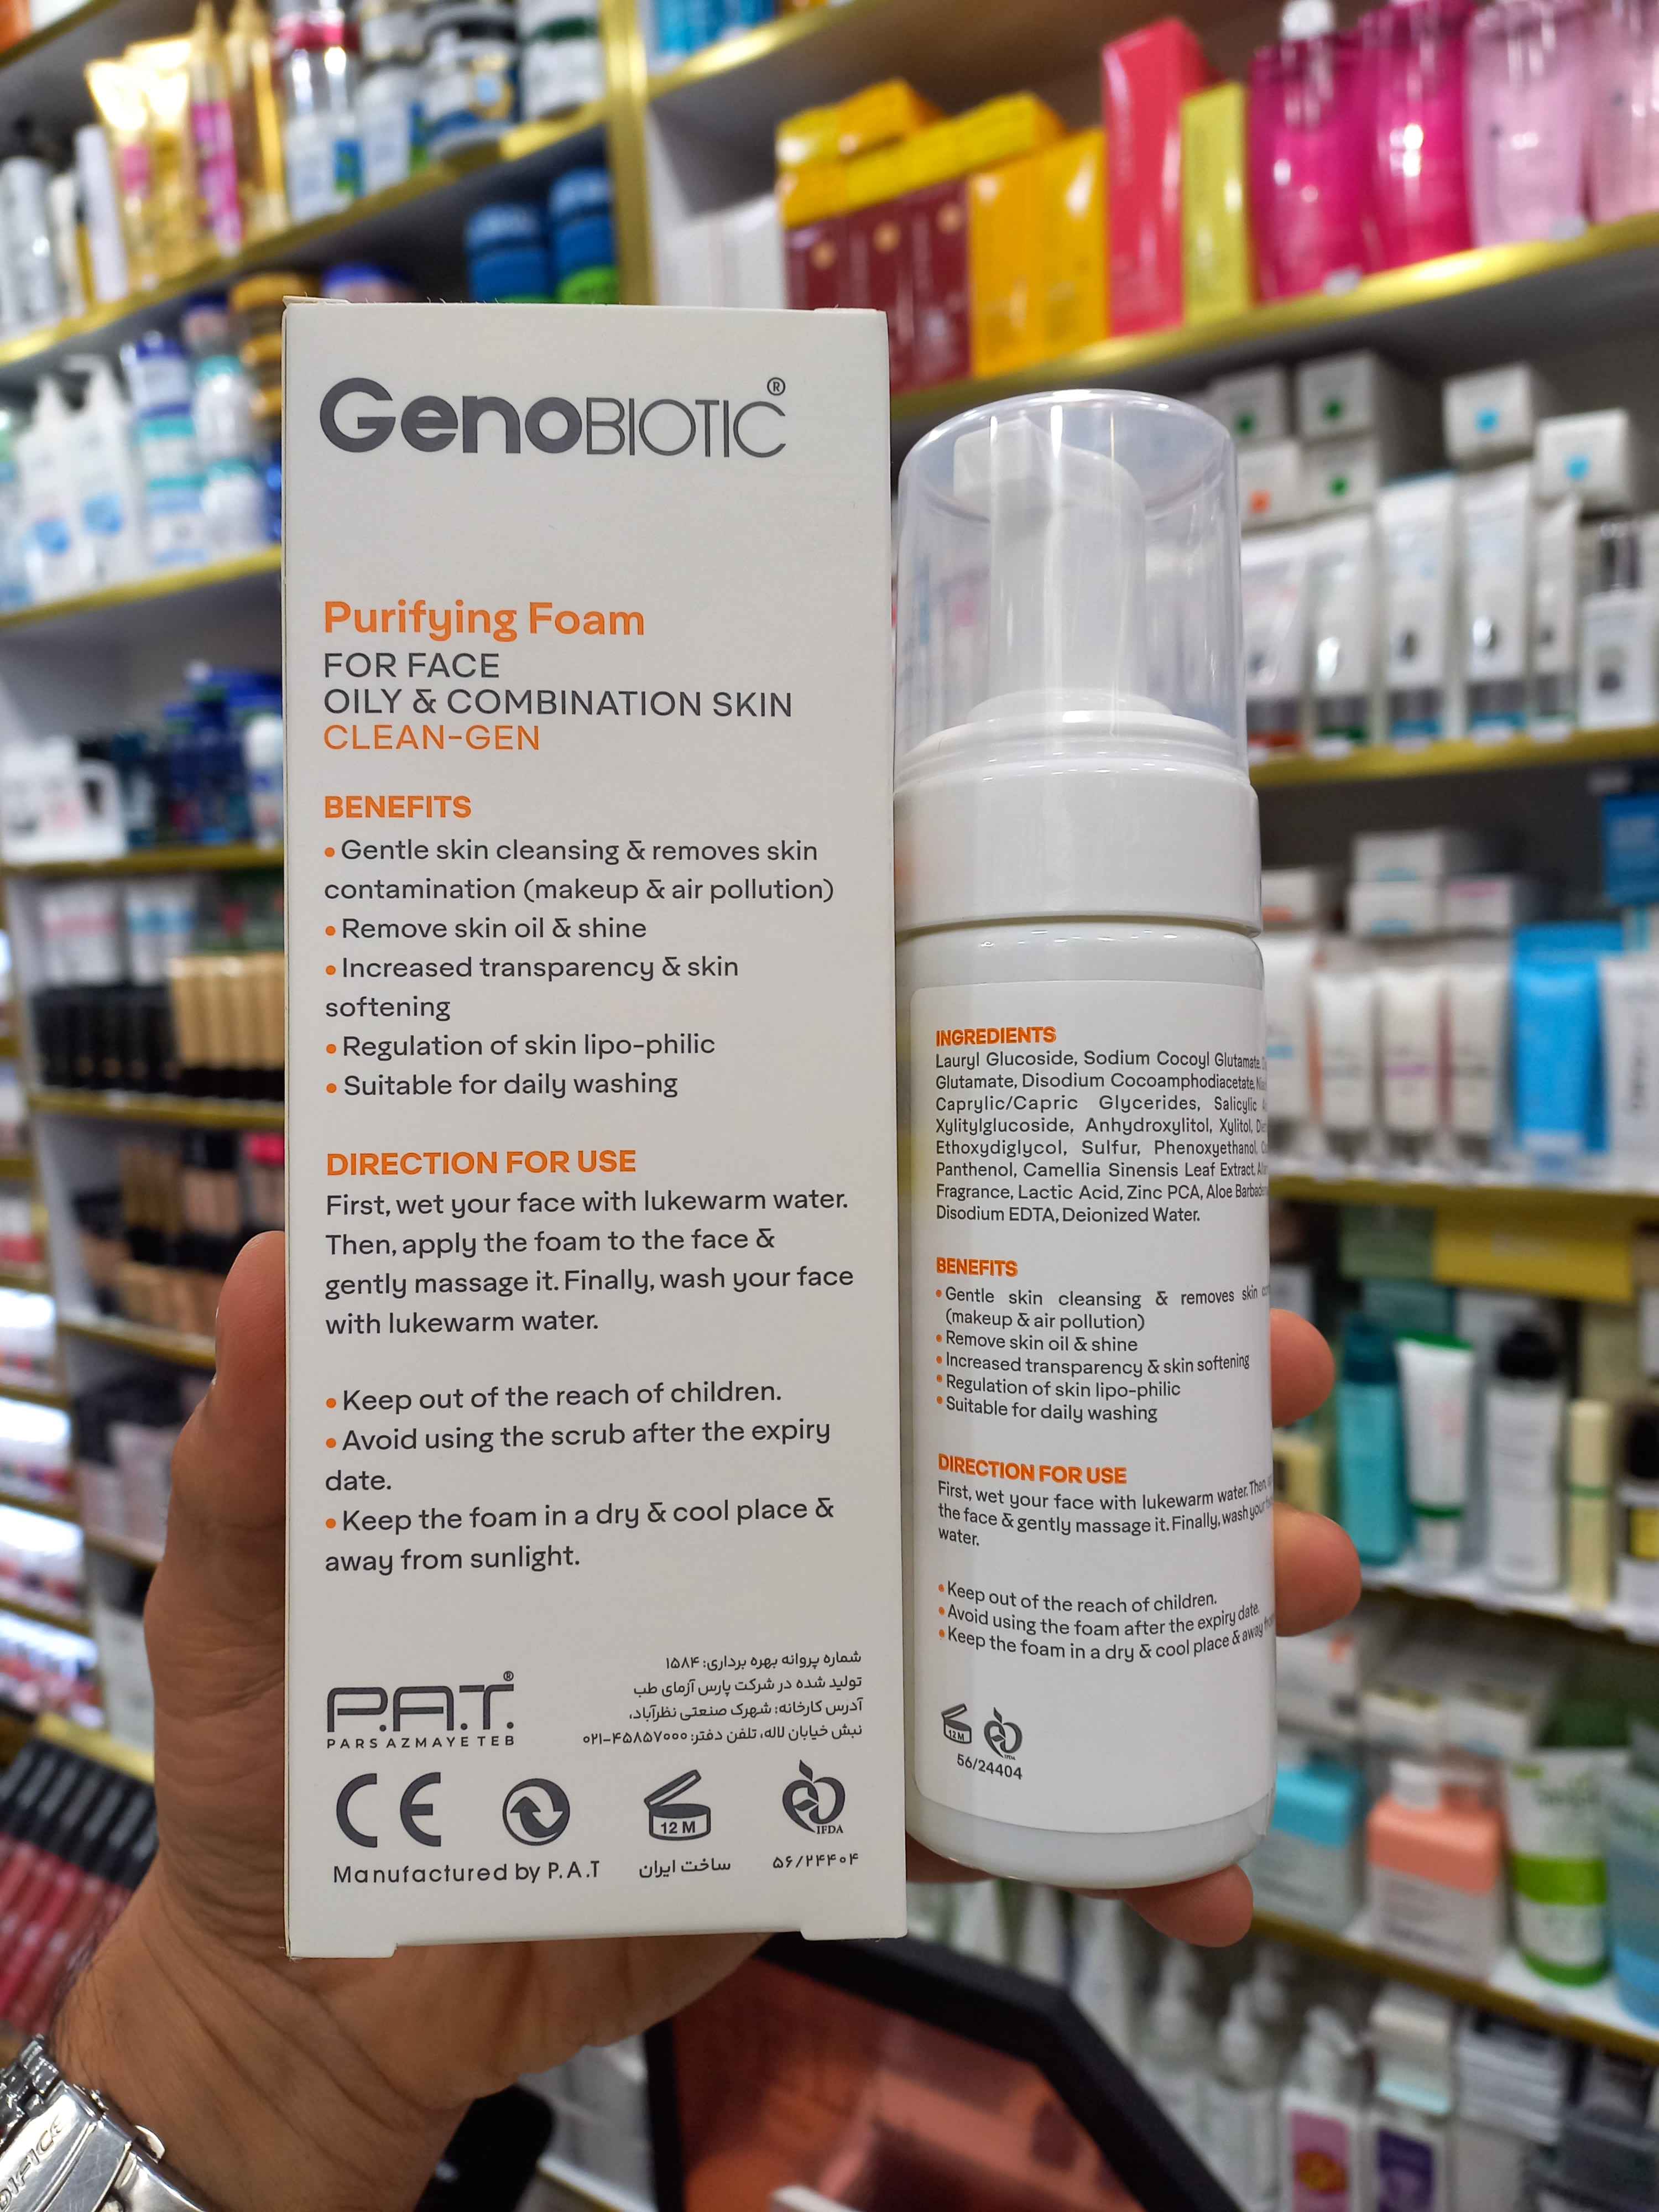 GenoBIOTIC®
Purifying Foam
FOR FACE
OILY & COMBINATION SKIN
CLEAN-GEN
BENEFITS
• Gentle skin cleansing & removes skin
contamination (makeup & air pollution)
• Remove skin oil & shine
• Increased transparency & skin
softening
• Regulation of skin lipo-philic
• Suitable for daily washing
DIRECTION FOR USE
First, wet your face with lukewarm water.
Then, apply the foam to the face &
gently massage it. Finally, wash your face
with lukewarm water.
• Keep out of the reach of children.
• Avoid using the scrub after the expiry
date.
• Keep the foam in a dry & cool place &
away from sunlight.
P.A.T.®
PARS AZMAYE TEB
شماره پروانه بهره برداری: ۱۵۸۴
تولید شده در شرکت پارس آزمای طب
آدرس کارخانه: شهرک صنعتی نظرآباد،
نبش خیابان لاله، تلفن دفتر: ۴۵۸۵۷۰۰۰-۰۲۱
CE
12 M
IFDA
Manufactured by P.A.T
ساخت ایران
۵۶/۲۴۴۰۴
INGREDIENTS
Lauryl Glucoside, Sodium Cocoyl Glutamate,
Glutamate, Disodium Cocoamphodiacetate,
Caprylic/Capric Glycerides, Salicylic
Xylitylglucoside, Anhydroxylitol, Xylitol,
Ethoxydiglycol, Sulfur, Phenoxyethanol,
Panthenol, Camellia Sinensis Leaf Extract,
Fragrance, Lactic Acid, Zinc PCA, Aloe
Disodium EDTA, Deionized Water.
BENEFITS
• Gentle skin cleansing & removes skin
(makeup & air pollution)
• Remove skin oil & shine
• Increased transparency & skin softening
• Regulation of skin lipo-philic
• Suitable for daily washing
DIRECTION FOR USE
First, wet your face with lukewarm water. Then,
the face & gently massage it. Finally, wash your
water.
• Keep out of the reach of children.
• Avoid using the foam after the expiry date.
• Keep the foam in a dry & cool place & away
12 M
IFDA
56/24404